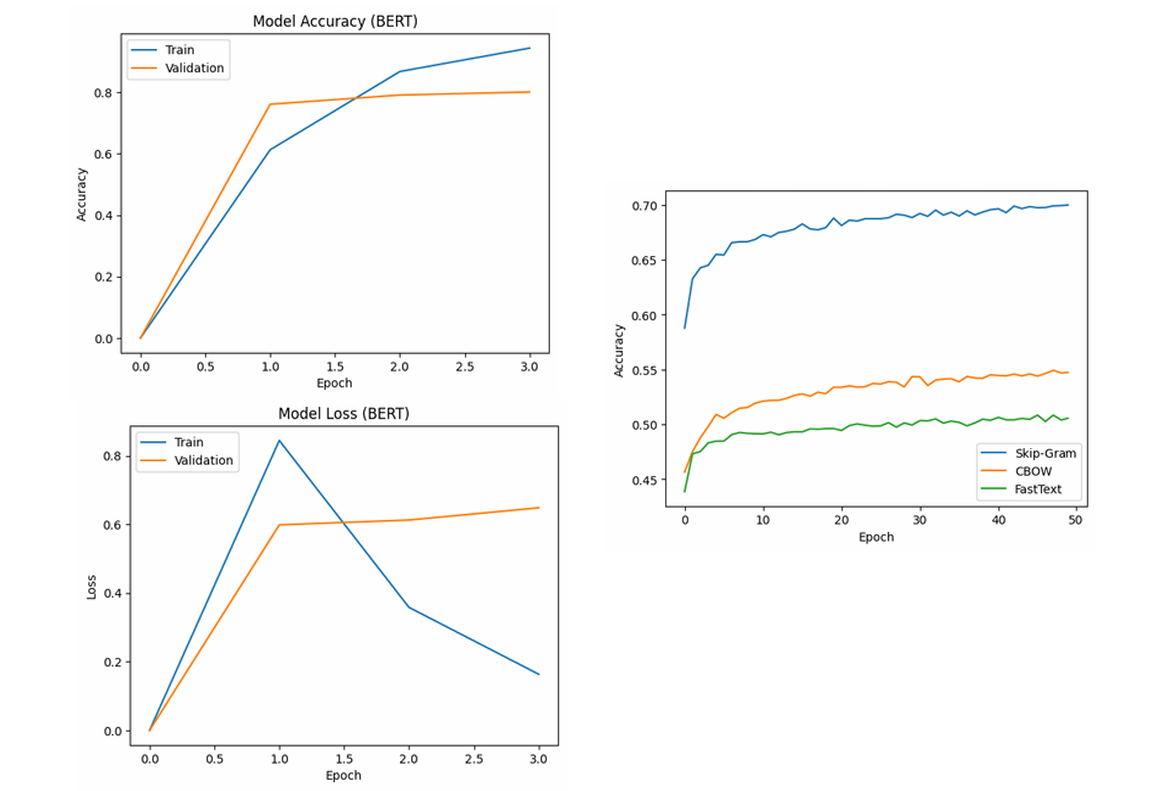 Model Accuracy (BERT)
Train
Validation
Accuracy
0.8
0.6
0.4
0.2
0.0
0.0 0.5 1.0 1.5 2.0 2.5 3.0
Epoch
Model Loss (BERT)
Train
Validation
Loss
0.8
0.6
0.4
0.2
0.0
0.0 0.5 1.0 1.5 2.0 2.5 3.0
Epoch
Accuracy
0.70
0.65
0.60
0.55
0.50
0.45
Skip-Gram
CBOW
FastText
0 10 20 30 40 50
Epoch